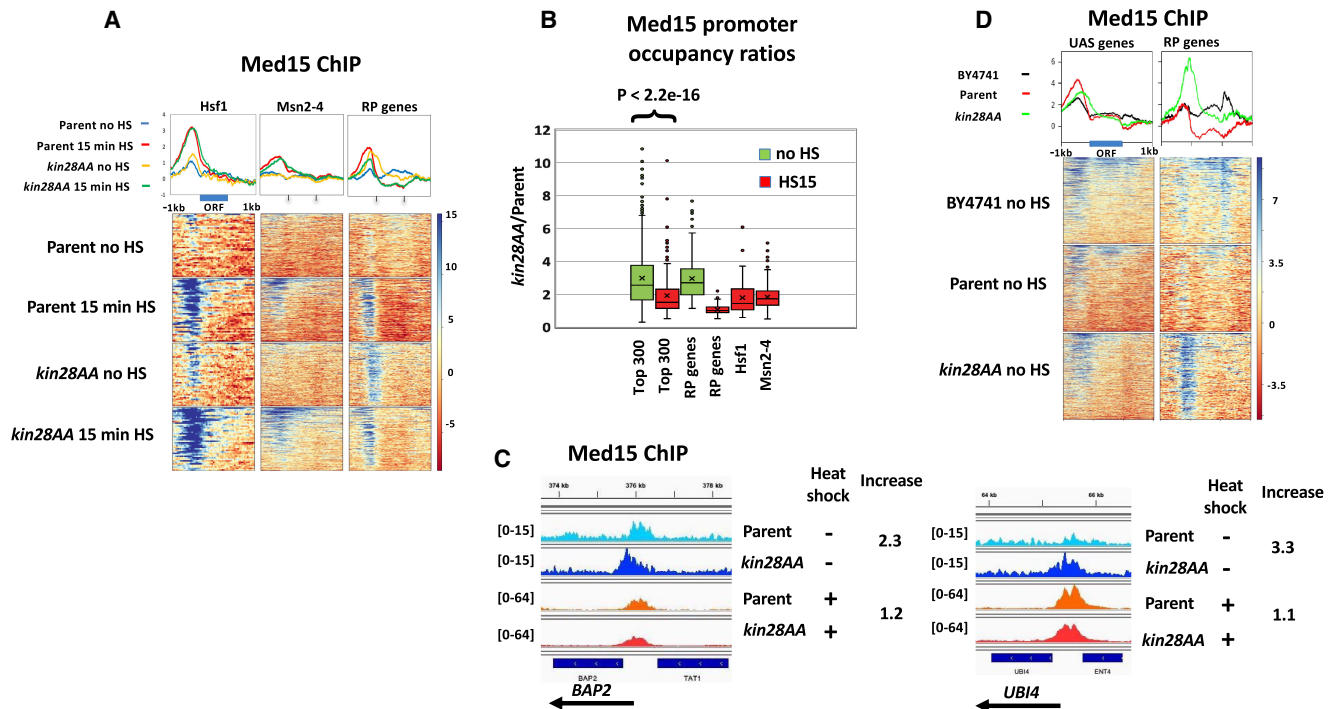 A
Med15 ChIP
Hsf1
Msn2-4
RP genes
Parent no HS
Parent 15 min HS
kin28AA no HS
kin28AA 15 min HS
4
3
2
1
0
−1kb
ORF
1kb
Parent no HS
Parent 15 min HS
kin28AA no HS
kin28AA 15 min HS
15
10
5
0
-5
B
Med15 promoter
occupancy ratios
P < 2.2e-16
kin28AA/Parent
12
10
8
6
4
2
0
no HS
HS15
Top 300
Top 300
RP genes
RP genes
Hsf1
Msn2-4
D
Med15 ChIP
UAS genes
RP genes
BY4741
Parent
kin28AA
6
4
2
0
−1kb
ORF
1kb
BY4741 no HS
Parent no HS
kin28AA no HS
7
3.5
0
-3.5
C
Med15 ChIP
Heat
shock
Increase
374 kb
376 kb
378 kb
[0-15]
Parent
-
2.3
[0-15]
kin28AA
-
[0-64]
Parent
+
1.2
[0-64]
kin28AA
+
BAP2
TAT1
BAP2
Heat
shock
Increase
64 kb
66 kb
[0-15]
Parent
-
3.3
[0-15]
kin28AA
-
[0-64]
Parent
+
1.1
[0-64]
kin28AA
+
UBI4
ENT4
UBI4